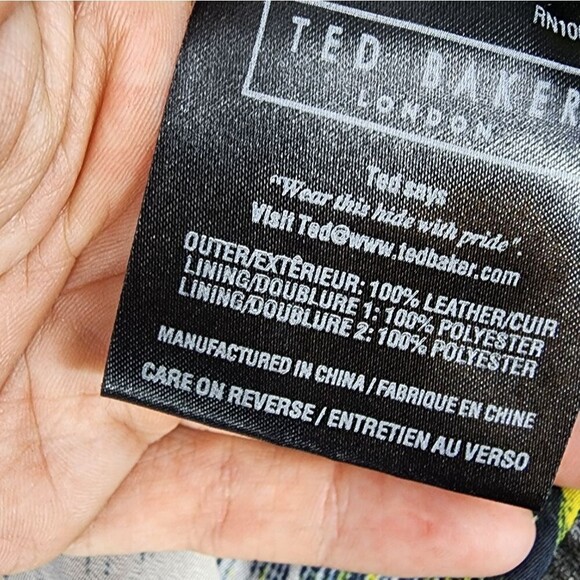 TED BAKER
LONDON
Ted says
"Wear this hide with pride".
Visit Ted@www.tedbaker.com
OUTER/EXTÊRIEUR: 100% LEATHER/CUIR
LINING/DOUBLURE 1: 100% POLYESTER
LINING/DOUBLURE 2: 100% POLYESTER
MANUFACTURED IN CHINA / FABRIQUE EN CHINE
CARE ON REVERSE / ENTRETIEN AU VERSO